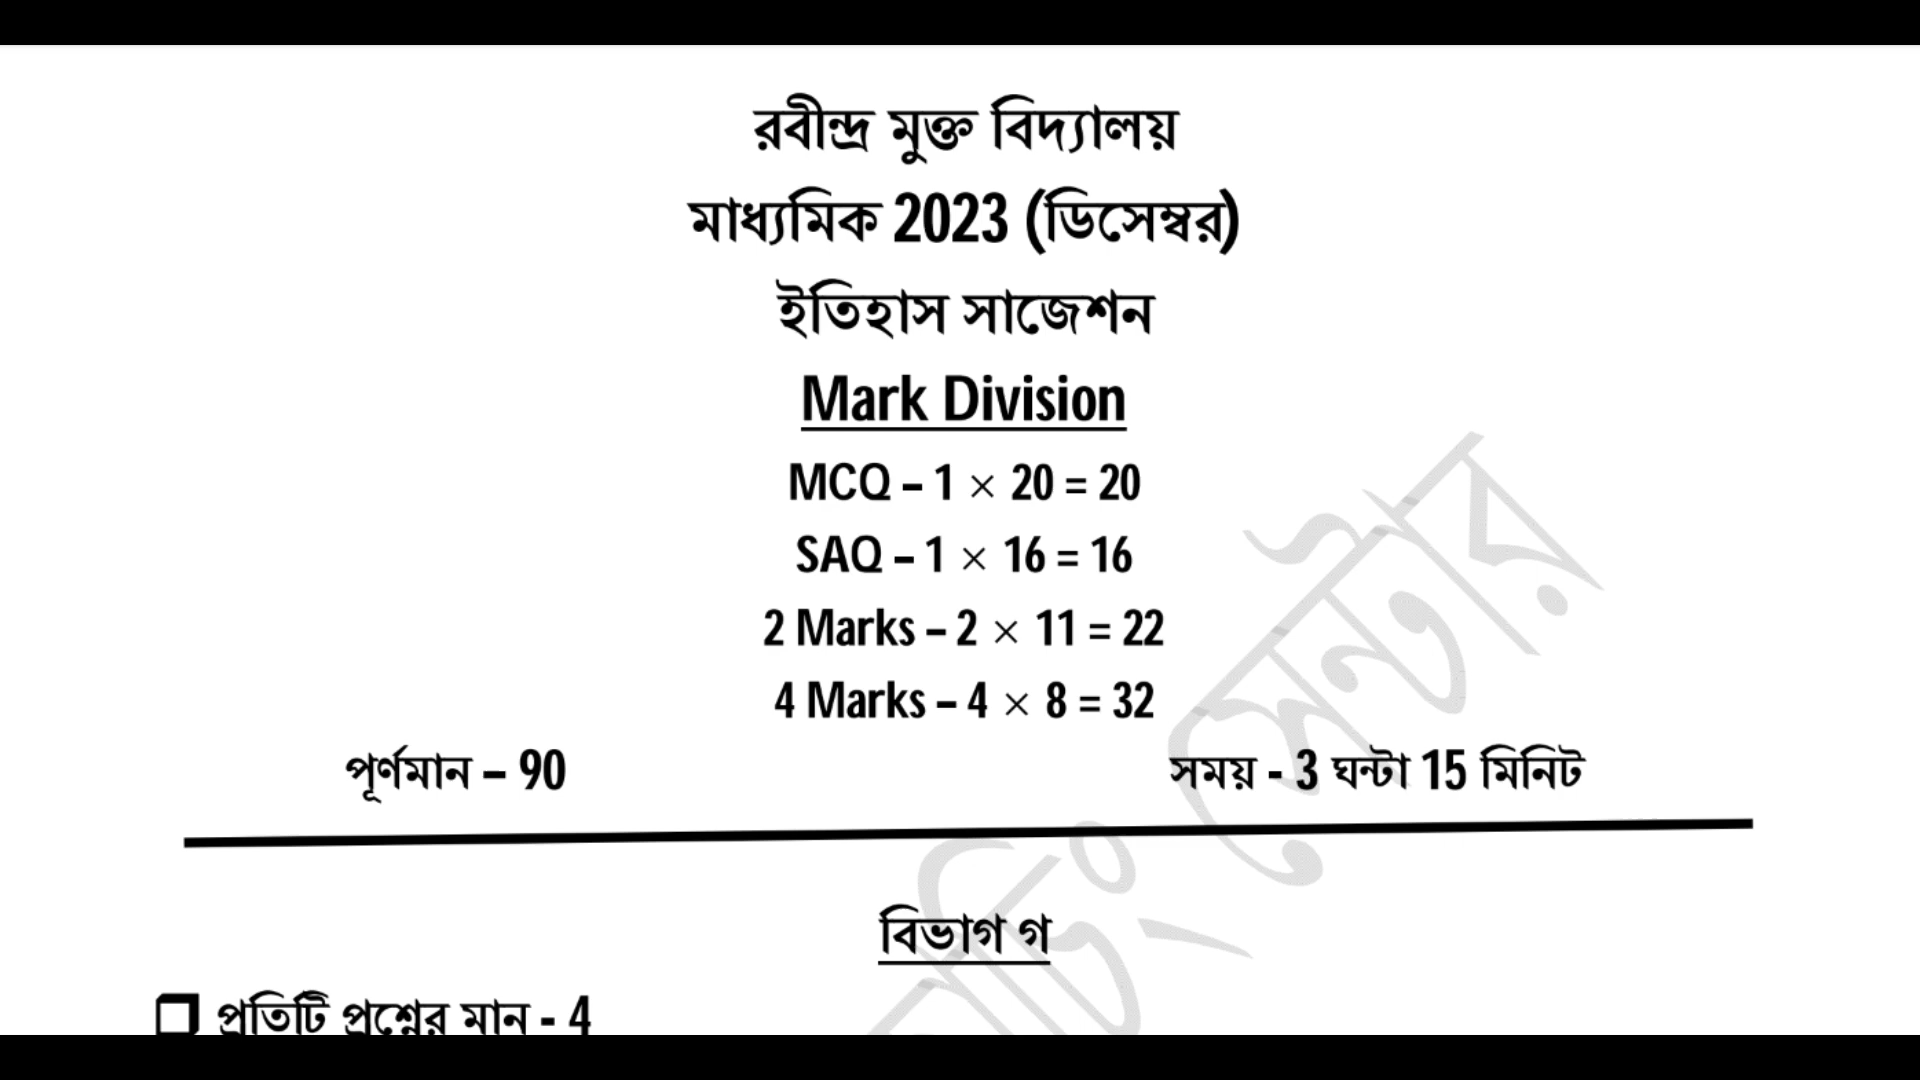 রবীন্দ্র মুক্ত বিদ্যালয়
মাধ্যমিক 2023 (ডিসেম্বর)
ইতিহাস সাজেশন
Mark Division
MCQ – 1 × 20 = 20
SAQ – 1 × 16 = 16
2 Marks – 2 × 11 = 22
4 Marks – 4 × 8 = 32
পূর্ণমান – 90
সময় - 3 ঘন্টা 15 মিনিট
বিভাগ গ
❒ প্রতিটি প্রশ্নের মান - 4
সেন্টার